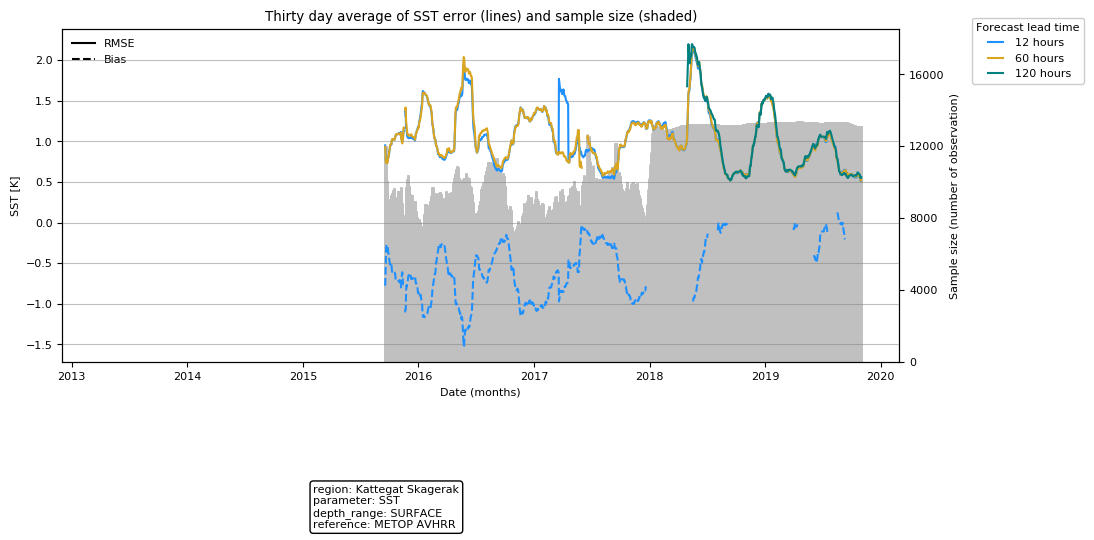 Thirty day average of SST error (lines) and sample size (shaded)
Forecast lead time
12 hours
60 hours
120 hours
RMSE
Bias
SST [K]
2.0
1.5
1.0
0.5
0.0
−0.5
−1.0
−1.5
16000
12000
8000
4000
0
Sample size (number of observation)
2013 2014 2015 2016 2017 2018 2019 2020
Date (months)
region: Kattegat Skagerak
parameter: SST
depth_range: SURFACE
reference: METOP AVHRR